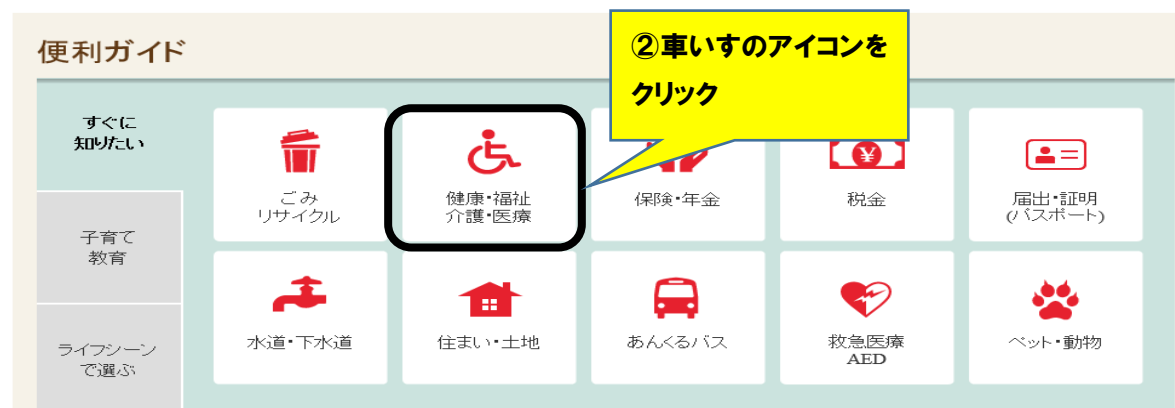 便利ガイド
②車いすのアイコンを
クリック
すぐに
知りたい
子育て
教育
ライフシーン
で選ぶ
ごみ
リサイクル
健康・福祉
介護・医療
保険・年金
税金
届出・証明
(パスポート)
水道・下水道
住まい・土地
あんくるバス
救急医療
AED
ペット・動物